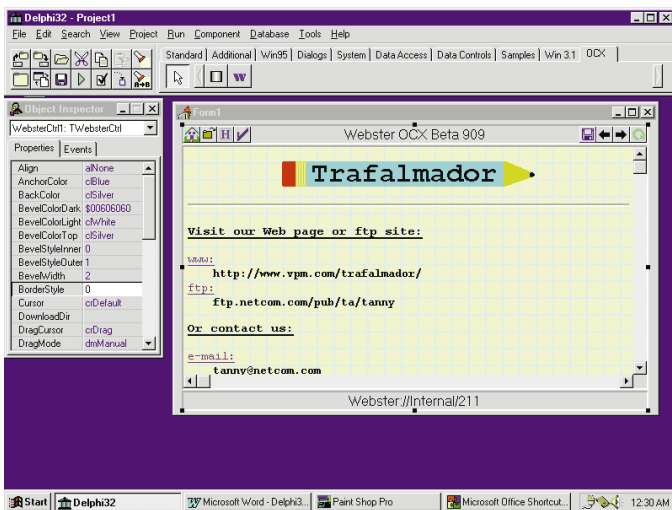 Delphi32 - Project1
File Edit Search View Project Run Component Database Tools Help
Standard Additional Win95 Dialogs System Data Access Data Controls Samples Win 3.1 OCX
Object Inspector
WebsterCtrl1: TWebsterCtrl
Properties Events
Align alNone
AnchorColor clBlue
BackColor clSilver
BevelColorDark $00606060
BevelColorLight clWhite
BevelColorTop clSilver
BevelStyleInner 0
BevelStyleOuter 1
BevelWidth 2
BorderStyle 0
Cursor crDefault
DownloadDir
DragCursor crDrag
DragMode dmManual
Form1
H
Webster OCX Beta 909
Trafalmador
Visit our Web page or ftp site:
www:
http://www.vpm.com/trafalmador/
ftp:
ftp.netcom.com/pub/ta/tanny
Or contact us:
e-mail:
tanny@netcom.com
Webster://Internal/211
Start Delphi32 Microsoft Word - Delphi3... Paint Shop Pro Microsoft Office Shortcut... 12:30 AM